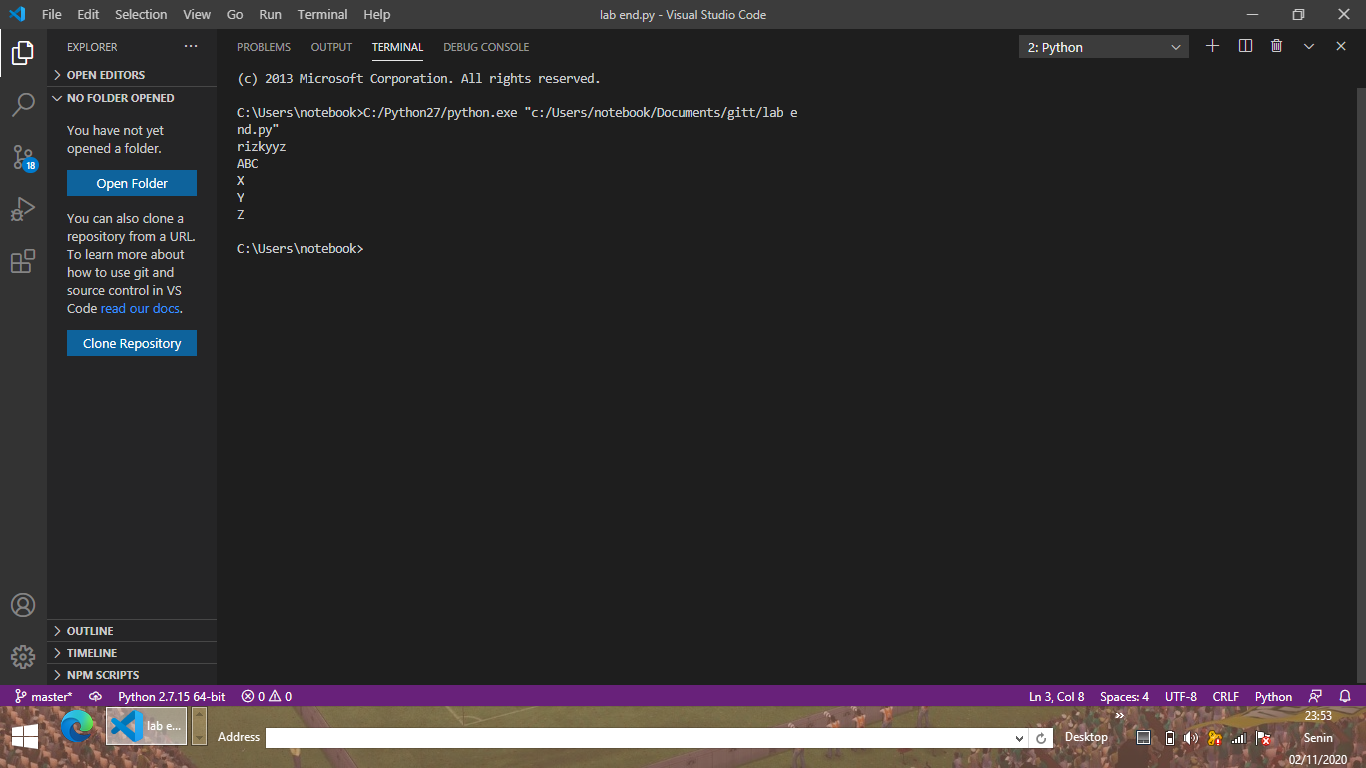 File Edit Selection View Go Run Terminal Help
lab end.py - Visual Studio Code
EXPLORER
OPEN EDITORS
NO FOLDER OPENED
You have not yet
opened a folder.
Open Folder
You can also clone a
repository from a URL.
To learn more about
how to use git and
source control in VS
Code read our docs.
Clone Repository
OUTLINE
TIMELINE
NPM SCRIPTS
18
PROBLEMS OUTPUT TERMINAL DEBUG CONSOLE
2: Python
(c) 2013 Microsoft Corporation. All rights reserved.
C:\Users\notebook>C:/Python27/python.exe "c:/Users/notebook/Documents/gitt/lab e
nd.py"
rizkyyz
ABC
X
Y
Z
C:\Users\notebook>
master* Python 2.7.15 64-bit 0 0 Ln 3, Col 8 Spaces: 4 UTF-8 CRLF Python
lab e...
Address
Desktop
23:53
Senin
02/11/2020